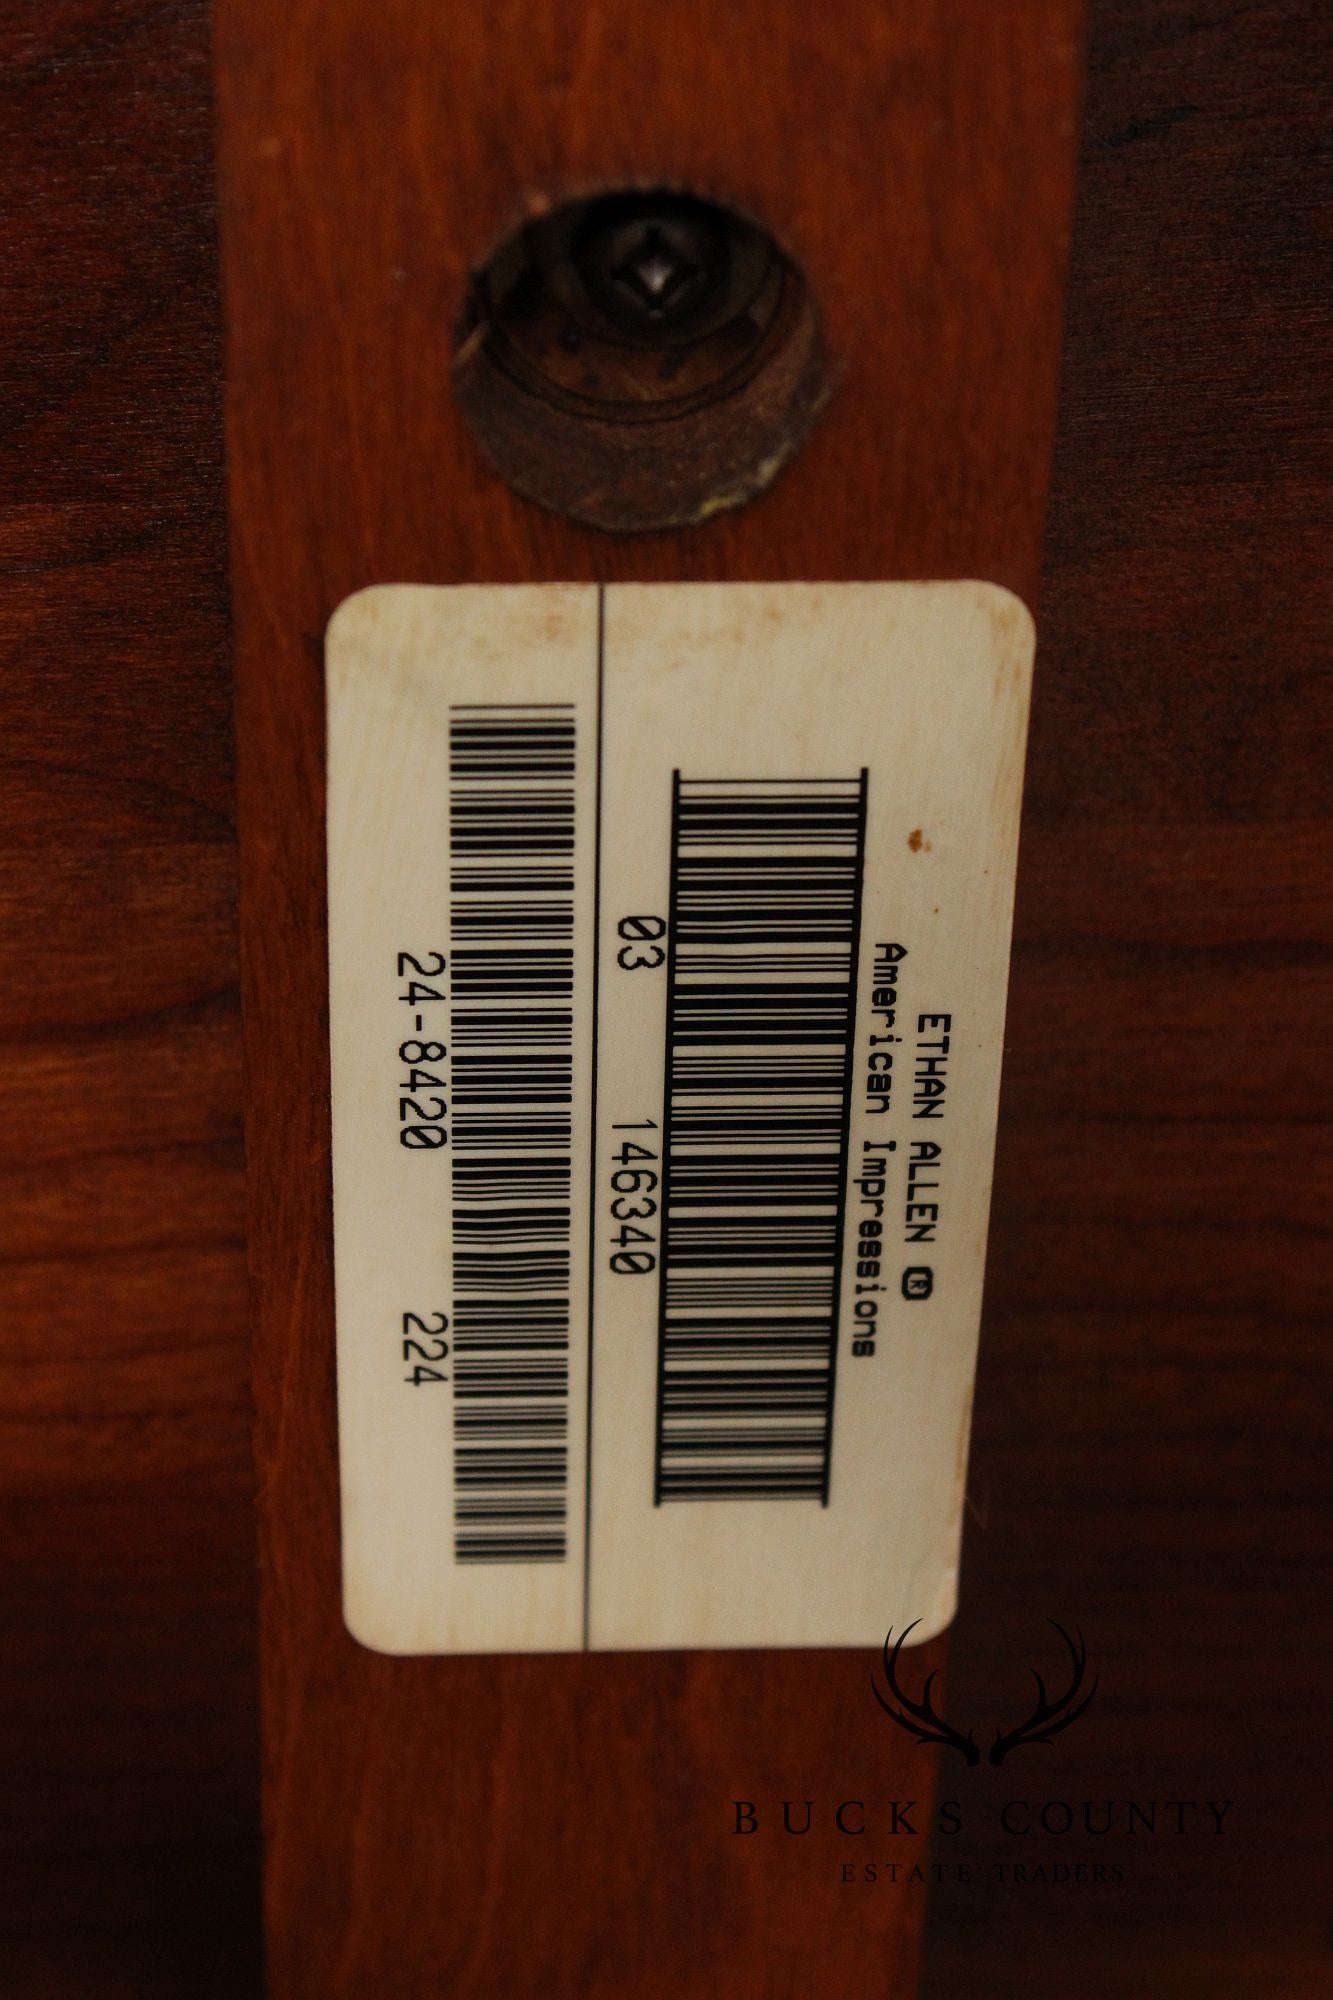 ETHAN ALLEN ®
American Impressions
03 146340
24-8420 224
BUCKS COUNTY
ESTATE TRADERS